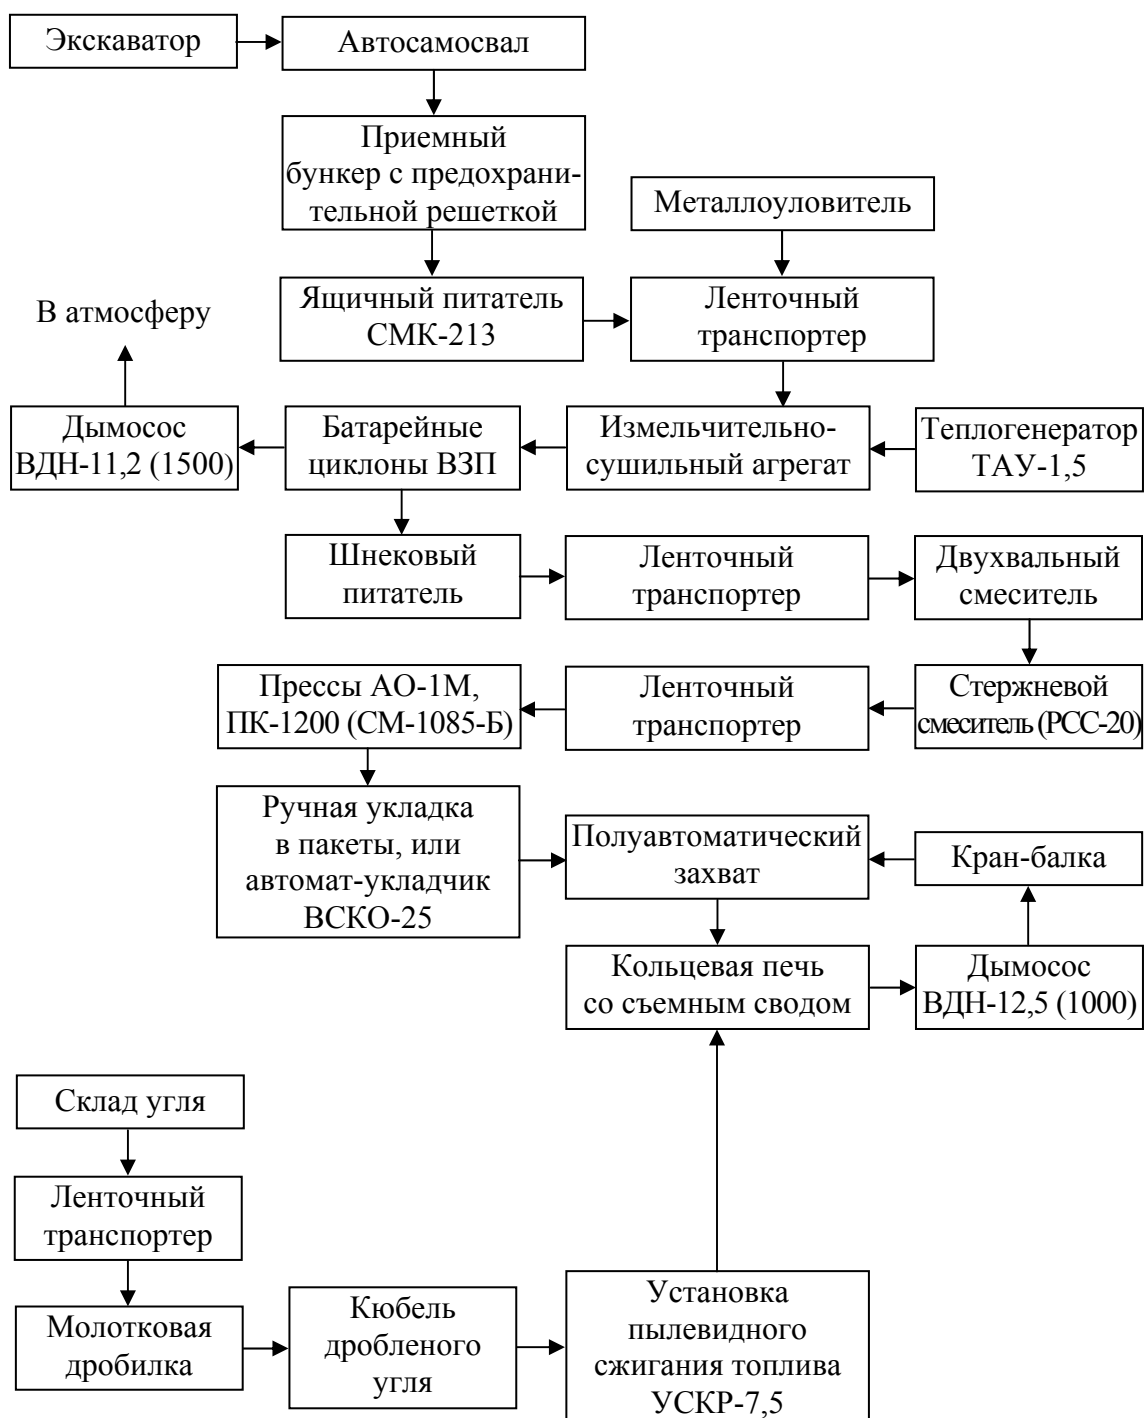 Экскаватор
Автосамосвал
Приемный
бункер с предохрани-
тельной решеткой
Металлоуловитель
Ящичный питатель
СМК-213
Ленточный
транспортер
В атмосферу
Дымосос
ВДН-11,2 (1500)
Батарейные
циклоны ВЗП
Измельчительно-
сушильный агрегат
Теплогенератор
ТАУ-1,5
Шнековый
питатель
Ленточный
транспортер
Двухвальный
смеситель
Прессы АО-1М,
ПК-1200 (СМ-1085-Б)
Ленточный
транспортер
Стержневой
смеситель (РСС-20)
Ручная укладка
в пакеты, или
автомат-укладчик
ВСКО-25
Полуавтоматический
захват
Кран-балка
Кольцевая печь
со съемным сводом
Дымосос
ВДН-12,5 (1000)
Склад угля
Ленточный
транспортер
Молотковая
дробилка
Кюбель
дробленого
угля
Установка
пылевидного
сжигания топлива
УСКР-7,5